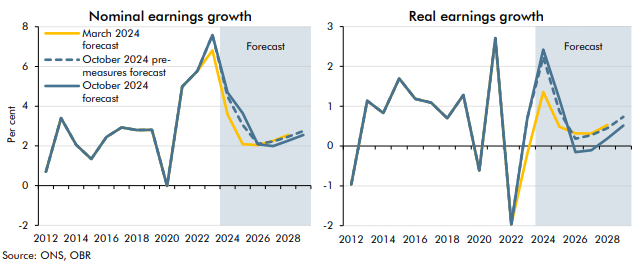 Nominal earnings growth
8
6
4
2
0
-2
Per cent
March 2024
forecast
October 2024 pre-
measures forecast
October 2024
forecast
Forecast
2012 2014 2016 2018 2020 2022 2024 2026 2028
Real earnings growth
3
2
1
0
-1
-2
Forecast
2012 2014 2016 2018 2020 2022 2024 2026 2028
Source: ONS, OBR